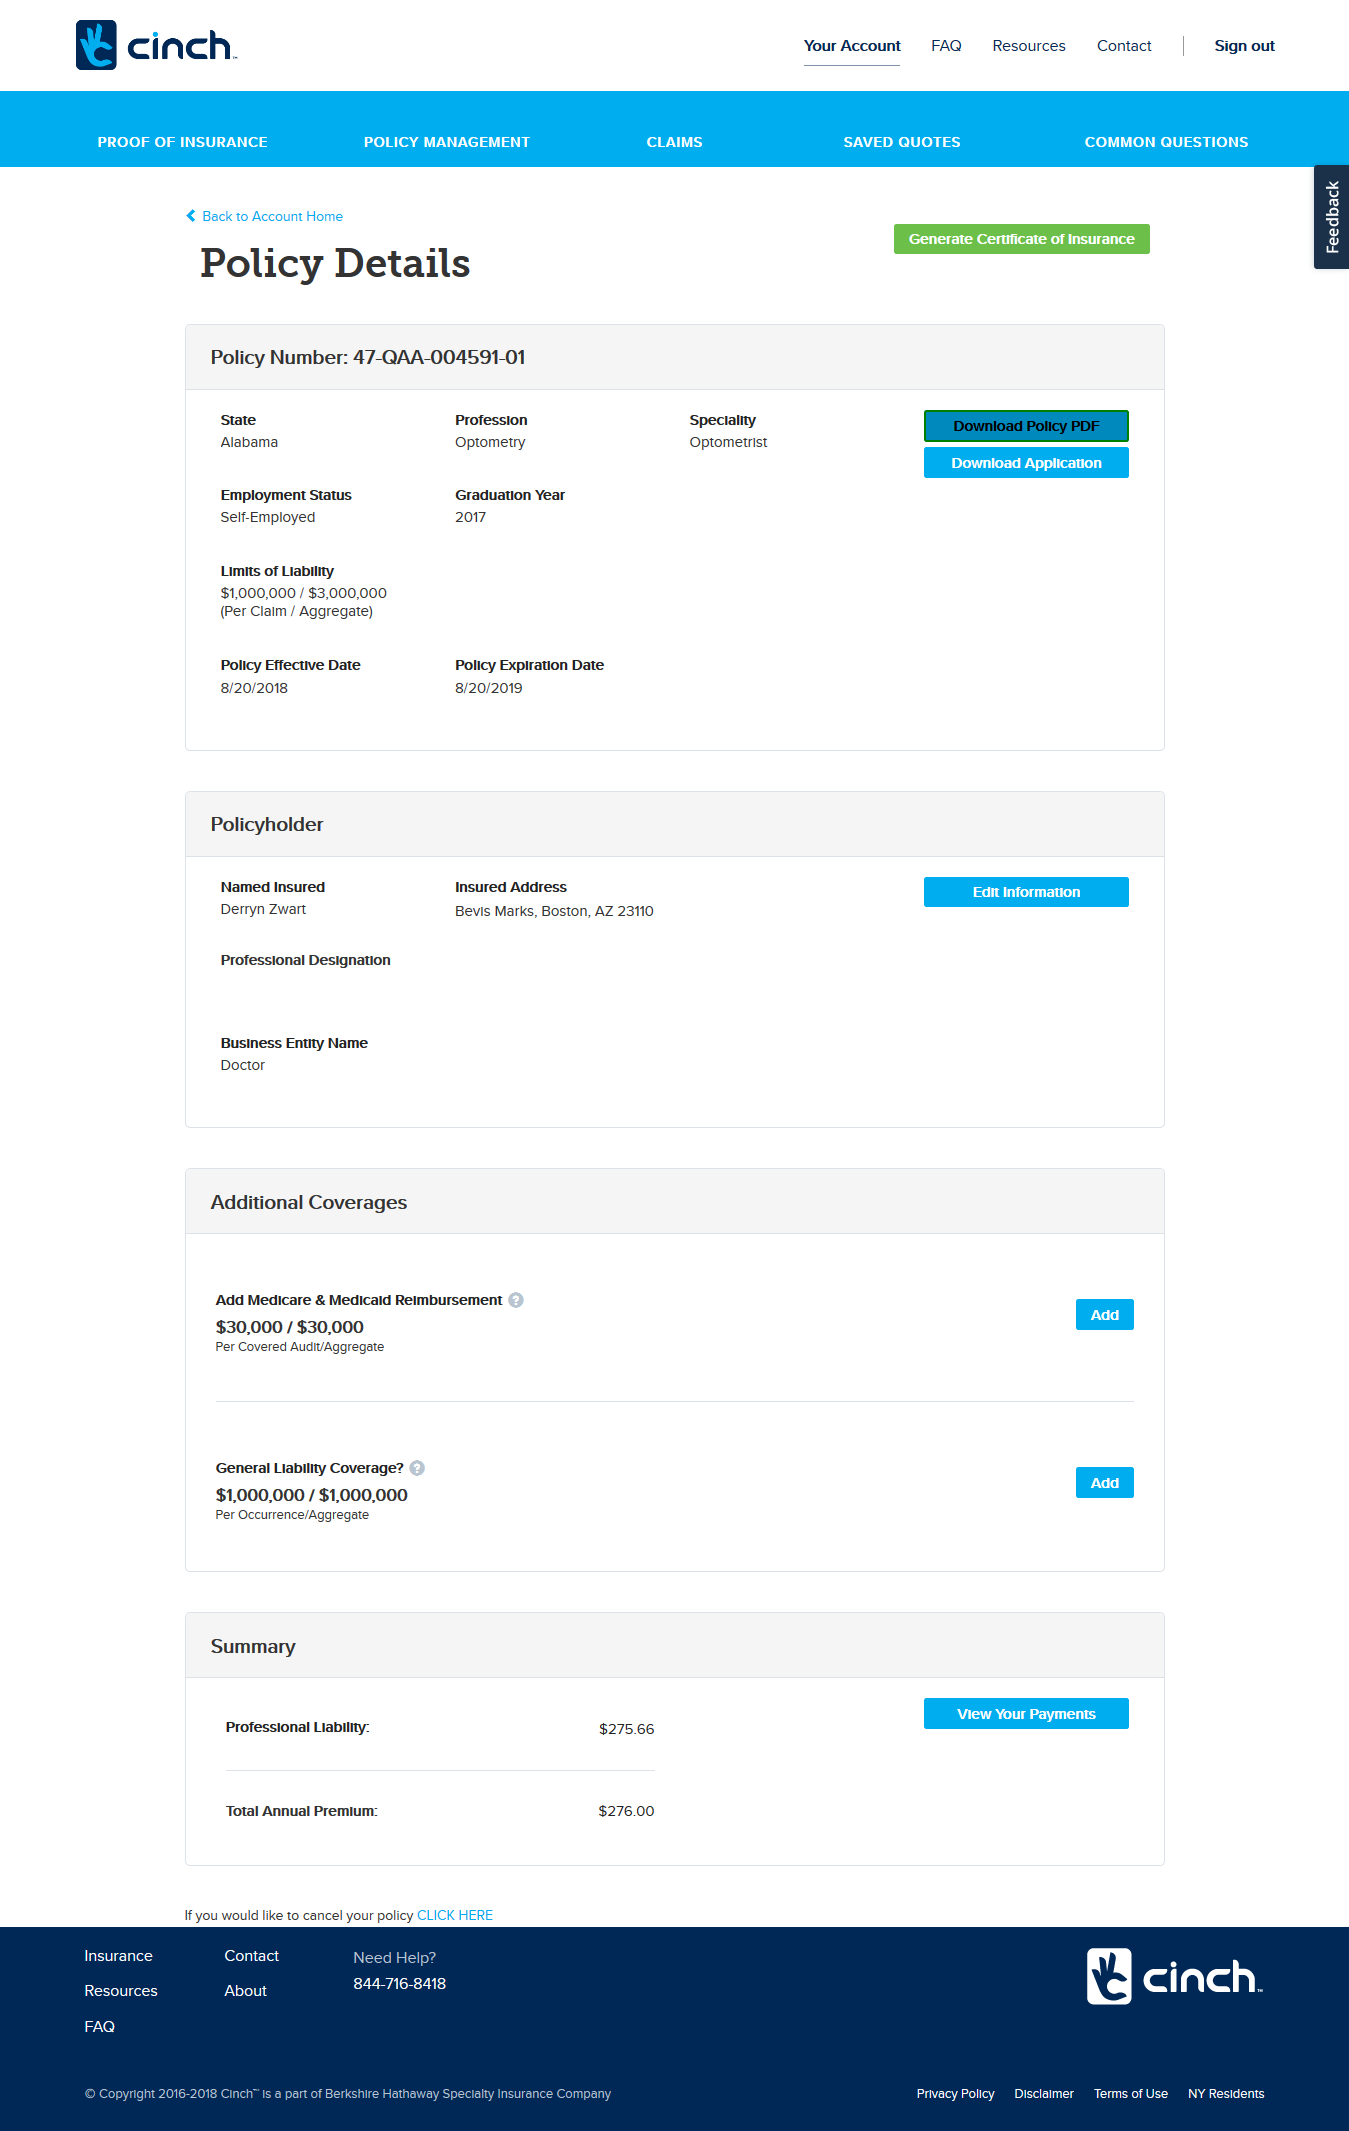 cinch™
Your Account FAQ Resources Contact Sign out
PROOF OF INSURANCE POLICY MANAGEMENT CLAIMS SAVED QUOTES COMMON QUESTIONS
Feedback
Back to Account Home
Generate Certificate of Insurance
Policy Details
Policy Number: 47-QAA-004591-01
State Profession Speciality Download Policy PDF
Alabama Optometry Optometrist
Download Application
Employment Status Graduation Year
Self-Employed 2017
Limits of Liability
$1,000,000 / $3,000,000
(Per Claim / Aggregate)
Policy Effective Date Policy Expiration Date
8/20/2018 8/20/2019
Policyholder
Named Insured Insured Address Edit Information
Derryn Zwart Bevis Marks, Boston, AZ 23110
Professional Designation
Business Entity Name
Doctor
Additional Coverages
Add Medicare & Medicaid Reimbursement ?
$30,000 / $30,000 Add
Per Covered Audit/Aggregate
General Liability Coverage? ?
$1,000,000 / $1,000,000 Add
Per Occurrence/Aggregate
Summary
View Your Payments
Professional Liability: $275.66
Total Annual Premium: $276.00
If you would like to cancel your policy CLICK HERE
Insurance Contact Need Help?
Resources About 844-716-8418
FAQ
cinch™
© Copyright 2016-2018 Cinch™ is a part of Berkshire Hathaway Specialty Insurance Company Privacy Policy Disclaimer Terms of Use NY Residents